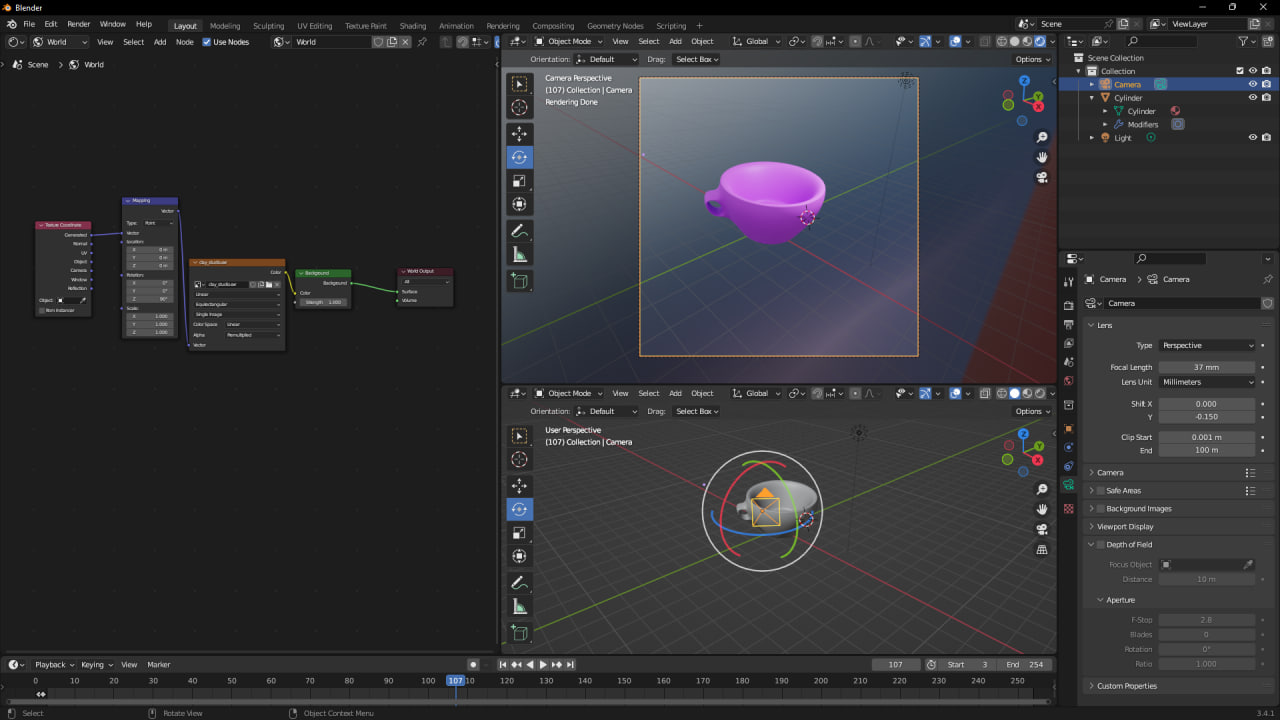 Blender
File Edit Render Window Help
Layout Modeling Sculpting UV Editing Texture Paint Shading Animation Rendering Compositing Geometry Nodes Scripting +
Scene
ViewLayer
World View Select Add Node Use Nodes World
Scene > World
Texture Coordinate
Generated
Normal
UV
Object
Camera
Window
Reflection
Object:
Mapping
Vector
Type: Point
Vector
Location:
X 0 m
Y 0 m
Z 0 m
Rotation:
X 0°
Y 0°
Z 90°
Scale:
X 1.000
Y 1.000
Z 1.000
Color
Linear
Equirectangular
Single Image
Color Space Linear
Alpha Premultiplied
Vector
Background
Background
Color
Strength 1.000
World Output
All
Surface
Volume
Object Mode View Select Add Object Global
Orientation: Default Drag: Select Box Options
Camera Perspective
(107) Collection | Camera
Rendering Done
Z
Y
X
Object Mode View Select Add Object Global
Orientation: Default Drag: Select Box Options
User Perspective
(107) Collection | Camera
Z
Y
X
Scene Collection
Collection
Camera
Cylinder
Cylinder
Modifiers
Light
Camera > Camera
Camera
Lens
Type Perspective
Focal Length 37 mm
Lens Unit Millimeters
Shift X 0.000
Y -0.150
Clip Start 0.001 m
End 100 m
Camera
Safe Areas
Background Images
Viewport Display
Depth of Field
Focus Object
Distance 10 m
Aperture
F-Stop 2.8
Blades 0
Rotation 0°
Ratio 1.000
Custom Properties
Playback Keying View Marker
107 Start 3 End 254
0 10 20 30 40 50 60 70 80 90 100 107 110 120 130 140 150 160 170 180 190 200 210 220 230 240 250
Select Rotate View Object Context Menu 3.4.1